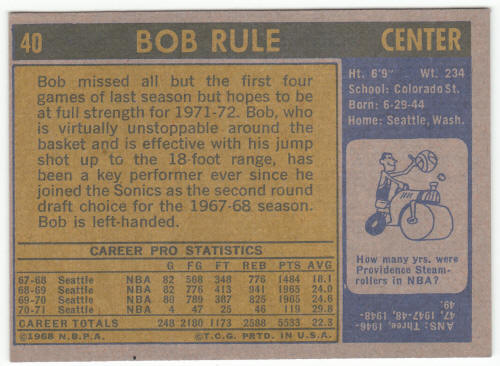 40 BOB RULE CENTER
Bob missed all but the first four
games of last season but hopes to
be at full strength for 1971-72. Bob, who
is virtually unstoppable around the
basket and is effective with his jump
shot up to the 18-foot range, has
been a key performer ever since he
joined the Sonics as the second round
draft choice for the 1967-68 season.
Bob is left-handed.
CAREER PRO STATISTICS
G FG FT REB PTS AVG
67-68 Seattle NBA 82 568 348 776 1484 18.1
68-69 Seattle NBA 82 776 413 941 1965 24.0
69-70 Seattle NBA 80 789 387 825 1965 24.6
70-71 Seattle NBA 4 47 25 46 119 29.8
CAREER TOTALS 248 2180 1173 2588 5533 22.3
©1968 N.B.P.A. ©T.C.G. PRTD. IN U.S.A.
Ht. 6'9" Wt. 234
School: Colorado St.
Born: 6-29-44
Home: Seattle, Wash.
How many yrs. were
Providence Steam-
rollers in NBA?
ANS: Three, 1946-
47, 1947-48, 1948-
49.